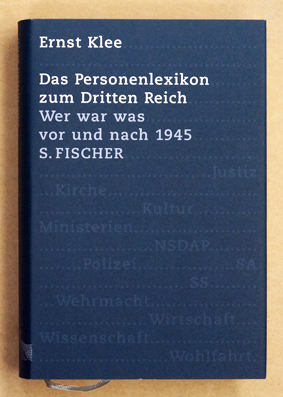 Ernst Klee
Das Personenlexikon
zum Dritten Reich
Wer war was
vor und nach 1945
S. FISCHER
Justiz
Kirche
Kultur
Ministerien
NSDAP
Polizei SA
SS
Wehrmacht
Wirtschaft
Wissenschaft
Wohlfahrt